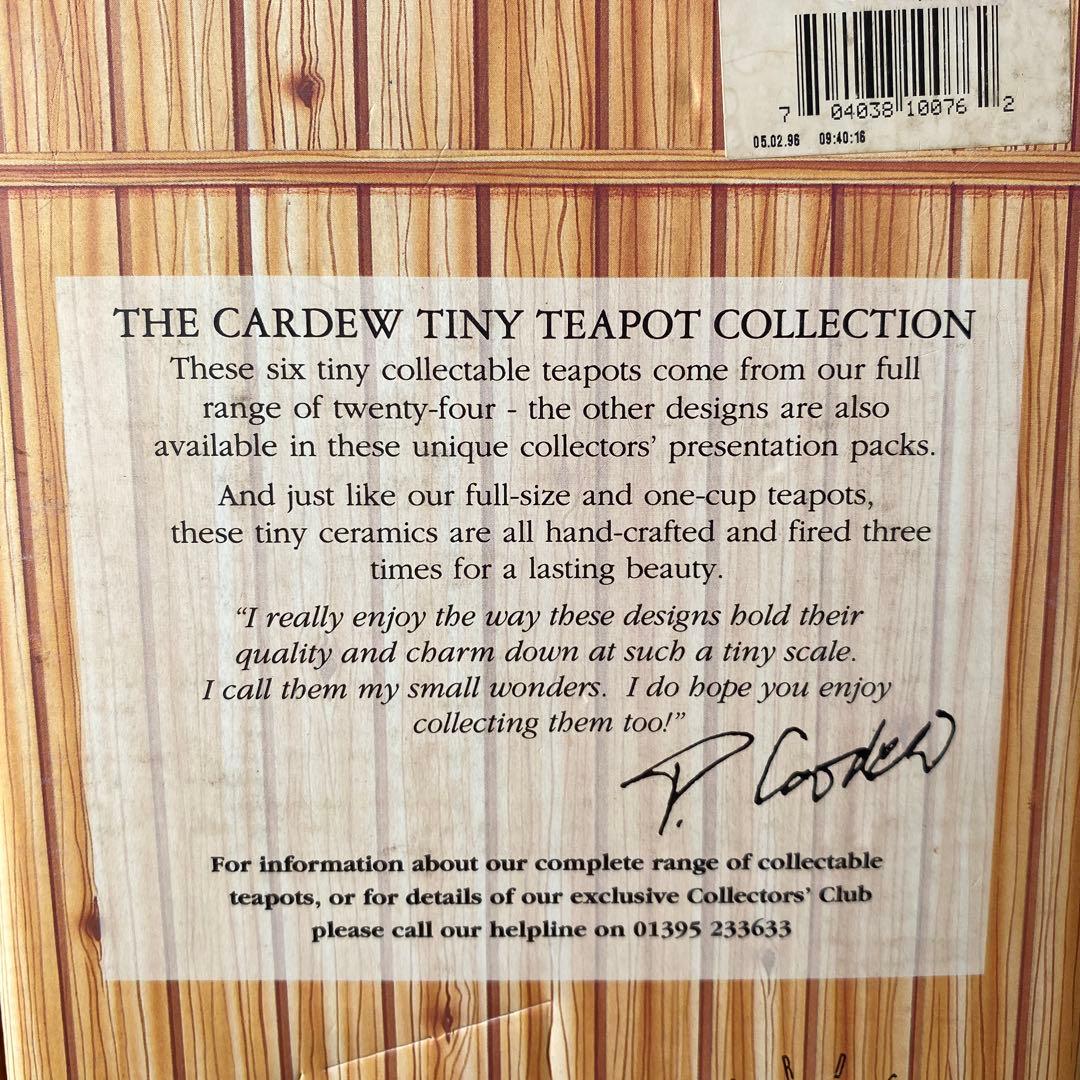 7 04038 10076 2
05.02.96 09:40:16
THE CARDEW TINY TEAPOT COLLECTION
These six tiny collectable teapots come from our full
range of twenty-four - the other designs are also
available in these unique collectors' presentation packs.
And just like our full-size and one-cup teapots,
these tiny ceramics are all hand-crafted and fired three
times for a lasting beauty.
“I really enjoy the way these designs hold their
quality and charm down at such a tiny scale.
I call them my small wonders. I do hope you enjoy
collecting them too!”
P. Cardew
For information about our complete range of collectable
teapots, or for details of our exclusive Collectors' Club
please call our helpline on 01395 233633